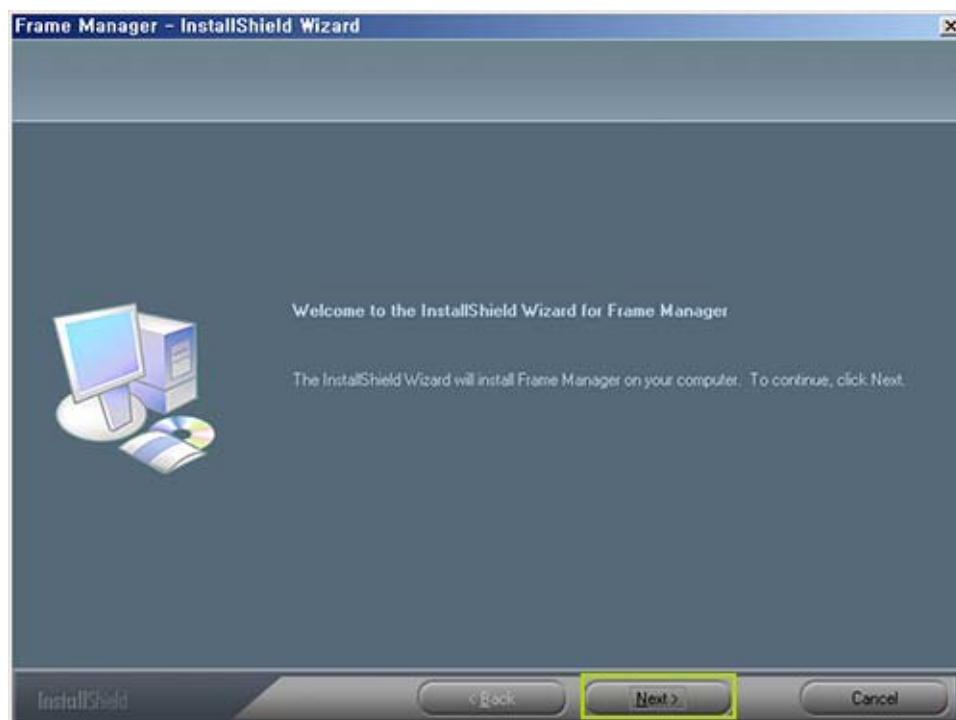 Frame Manager - InstallShield Wizard
Welcome to the InstallShield Wizard for Frame Manager
The InstallShield Wizard will install Frame Manager on your computer.  To continue, click Next.
InstallShield
< Back
Next >
Cancel